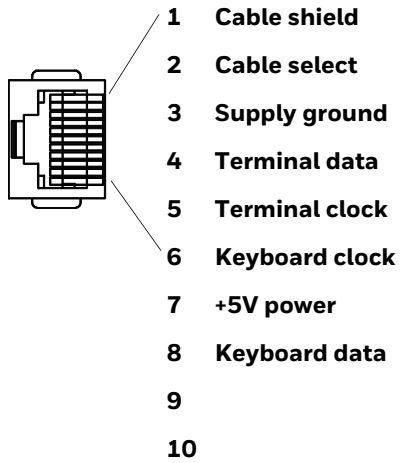 1 Cable shield
2 Cable select
3 Supply ground
4 Terminal data
5 Terminal clock
6 Keyboard clock
7 +5V power
8 Keyboard data
9
10